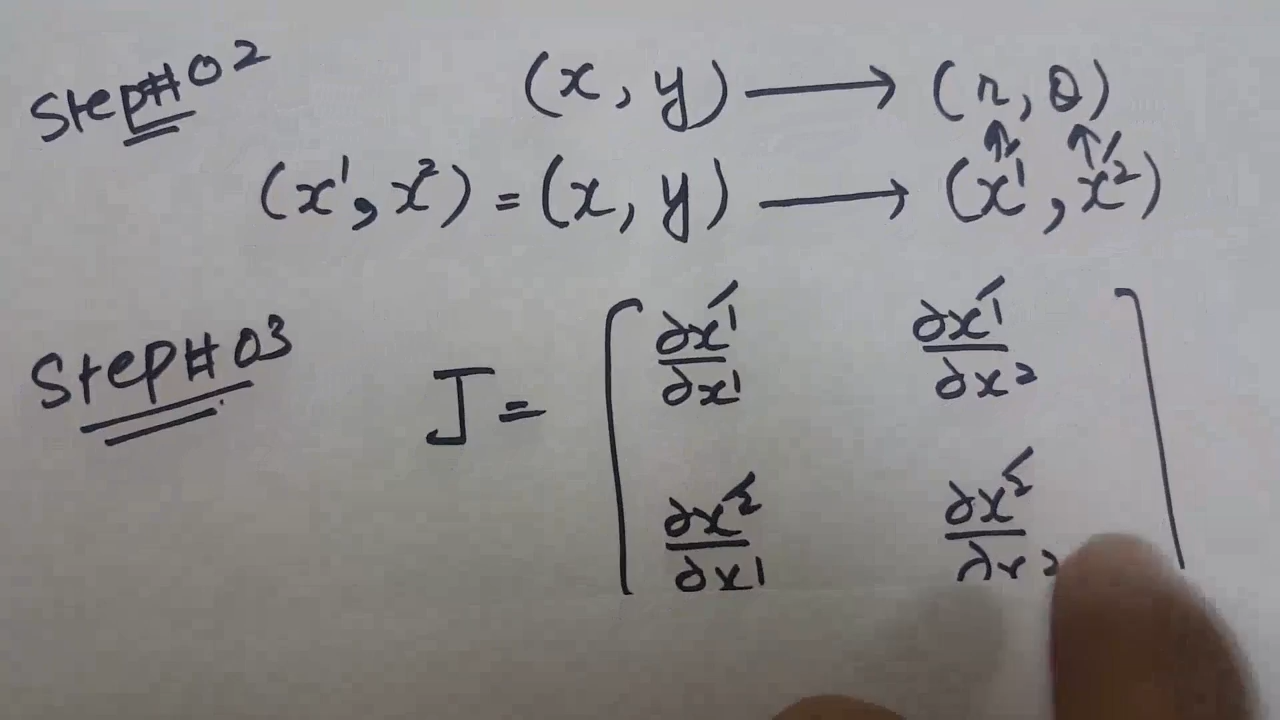 Step#02
(x, y) ⟶ (r, θ)
(x¹, x²) = (x, y) ⟶ (x′¹, x′²)
Step#03
J = [ ∂x′¹/∂x¹ ∂x′¹/∂x²
∂x′²/∂x¹ ∂x′²/∂x² ]